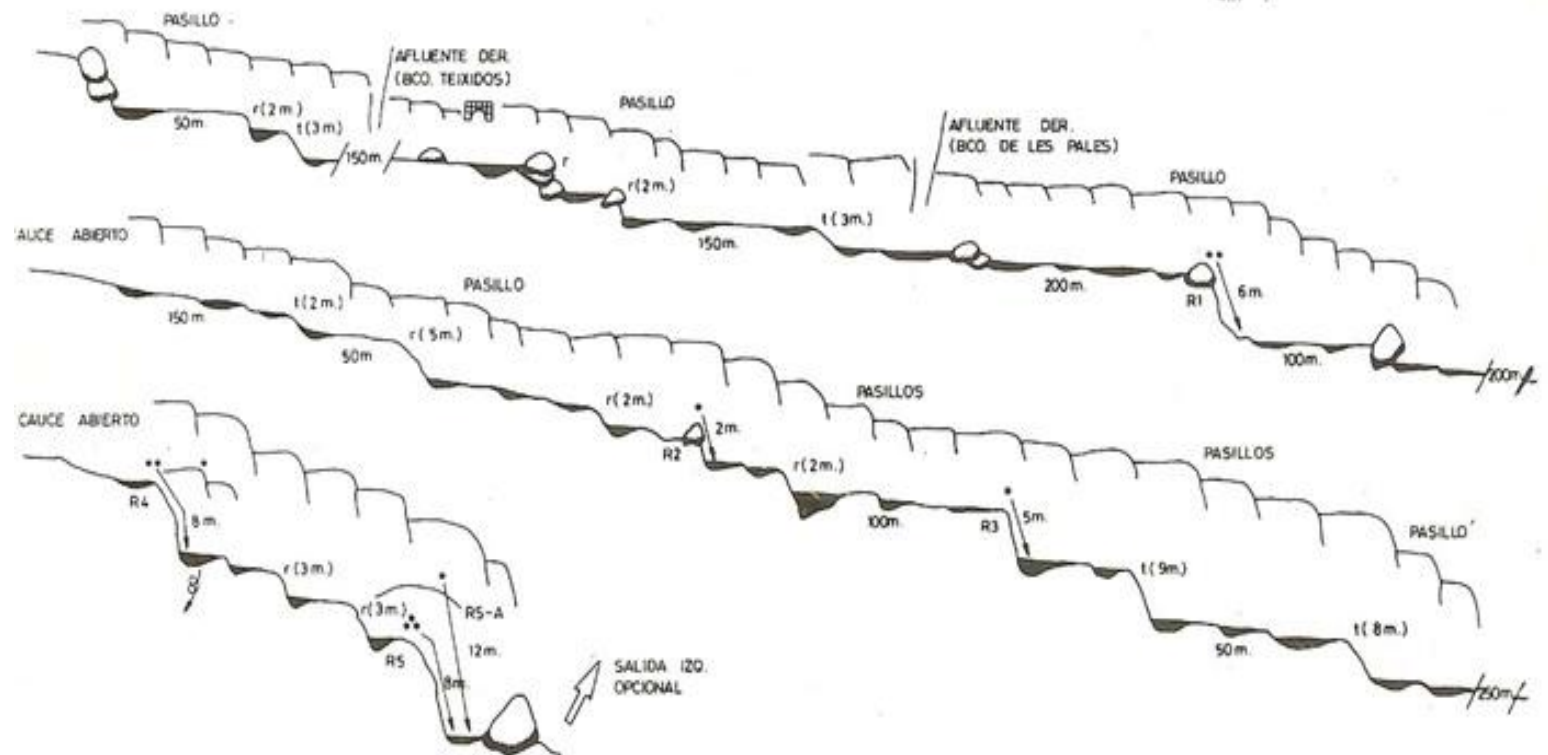 PASILLO
AFLUENTE DER.
(BCO. TEIXIDOS)
50m.
r(2m.)
t(3m.)
150m.
PASILLO
r
r(2m.)
150m.
t(3m.)
AFLUENTE DER.
(BCO. DE LES PALES)
PASILLO
200m.
R1
6m.
100m.
200m.
AUCE ABIERTO
150m.
t(2m.)
50m
PASILLO
r(5m.)
r(2m.)
R2
2m.
PASILLOS
r(2m.)
100m.
R3
5m.
PASILLOS
t(9m.)
50m.
PASILLO
t(8m.)
250m.
CAUCE ABIERTO
R4
8m.
r(3m.)
r(3m.)
R5
R5-A
12m.
8m.
SALIDA IZQ.
OPCIONAL